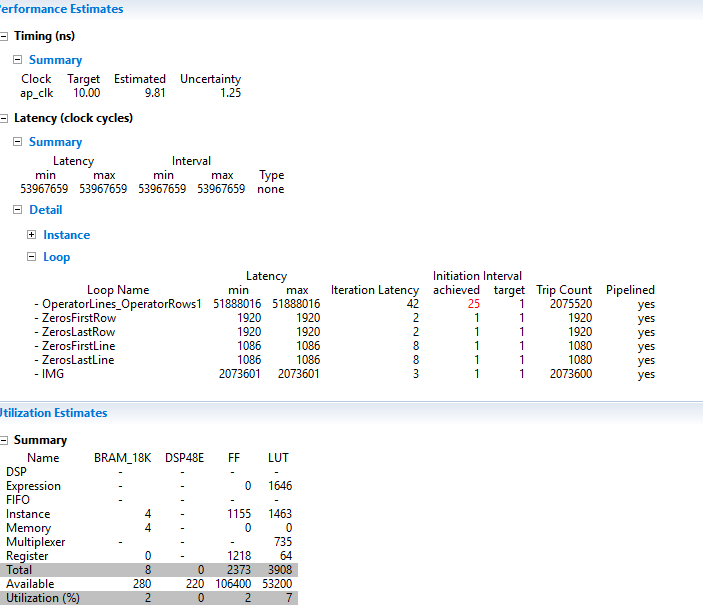 erformance Estimates
Timing (ns)
Summary
Clock Target Estimated Uncertainty
ap_clk 10.00 9.81 1.25
Latency (clock cycles)
Summary
Latency Interval
min max min max Type
53967659 53967659 53967659 53967659 none
Detail
Instance
Loop
Latency Initiation Interval
Loop Name min max Iteration Latency achieved target Trip Count Pipelined
- OperatorLines_OperatorRows1 51888016 51888016 42 25 1 2075520 yes
- ZerosFirstRow 1920 1920 2 1 1 1920 yes
- ZerosLastRow 1920 1920 2 1 1 1920 yes
- ZerosFirstLine 1086 1086 8 1 1 1080 yes
- ZerosLastLine 1086 1086 8 1 1 1080 yes
- IMG 2073601 2073601 3 1 1 2073600 yes
Utilization Estimates
Summary
Name BRAM_18K DSP48E FF LUT
DSP - - - -
Expression - - 0 1646
FIFO - - - -
Instance 4 - 1155 1463
Memory 4 - 0 0
Multiplexer - - - 735
Register 0 - 1218 64
Total 8 0 2373 3908
Available 280 220 106400 53200
Utilization (%) 2 0 2 7